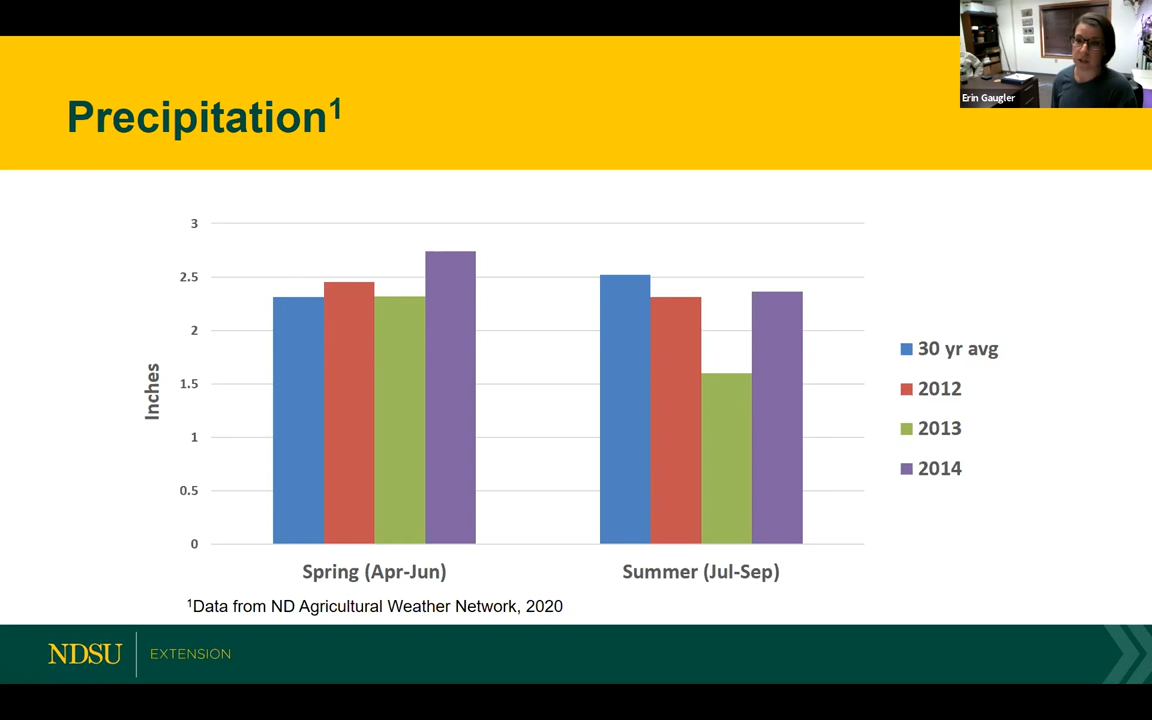 Erin Gaugler
Precipitation¹
3
2.5
2
1.5
1
0.5
0
Inches
Spring (Apr-Jun)
Summer (Jul-Sep)
30 yr avg
2012
2013
2014
¹Data from ND Agricultural Weather Network, 2020
NDSU EXTENSION